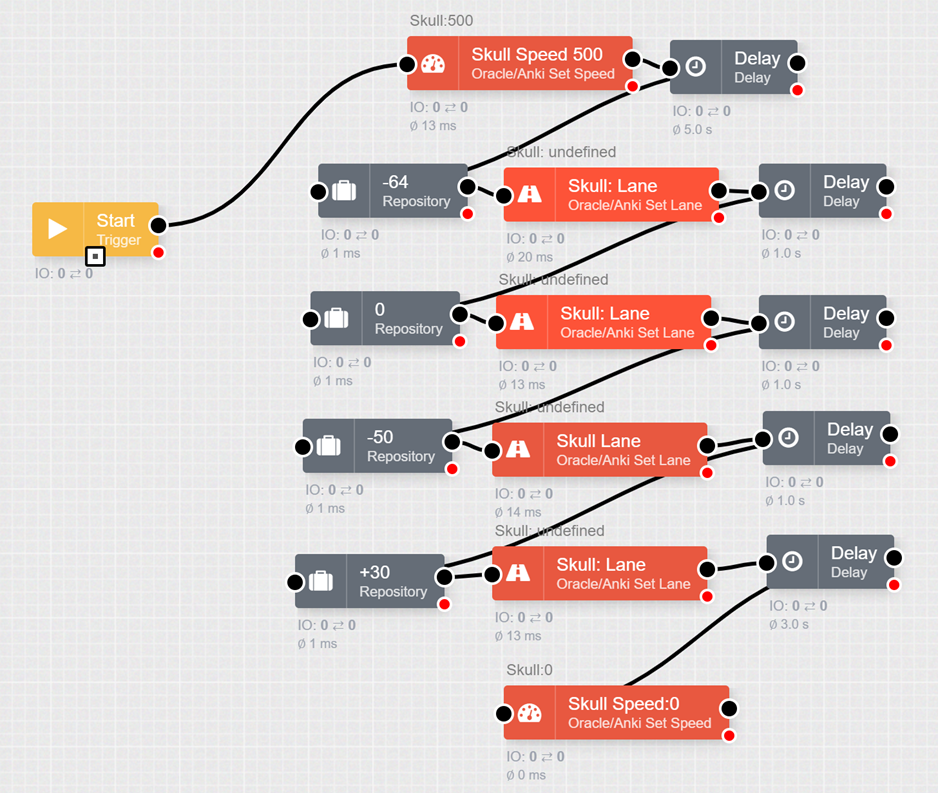 Skull:500
Skull Speed 500
Oracle/Anki Set Speed
IO: 0 ⇄ 0
Ø 13 ms
Delay
Delay
IO: 0 ⇄ 0
Ø 5.0 s
Start
Trigger
IO: 0 ⇄ 0
-64
Repository
IO: 0 ⇄ 0
Ø 1 ms
Skull: undefined
Skull: Lane
Oracle/Anki Set Lane
IO: 0 ⇄ 0
Ø 20 ms
Delay
Delay
IO: 0 ⇄ 0
Ø 1.0 s
0
Repository
IO: 0 ⇄ 0
Ø 1 ms
Skull: undefined
Skull: Lane
Oracle/Anki Set Lane
IO: 0 ⇄ 0
Ø 13 ms
Delay
Delay
IO: 0 ⇄ 0
Ø 1.0 s
-50
Repository
IO: 0 ⇄ 0
Ø 1 ms
Skull: undefined
Skull Lane
Oracle/Anki Set Lane
IO: 0 ⇄ 0
Ø 14 ms
Delay
Delay
IO: 0 ⇄ 0
Ø 1.0 s
+30
Repository
IO: 0 ⇄ 0
Ø 1 ms
Skull: undefined
Skull: Lane
Oracle/Anki Set Lane
IO: 0 ⇄ 0
Ø 13 ms
Delay
Delay
IO: 0 ⇄ 0
Ø 3.0 s
Skull:0
Skull Speed:0
Oracle/Anki Set Speed
IO: 0 ⇄ 0
Ø 0 ms